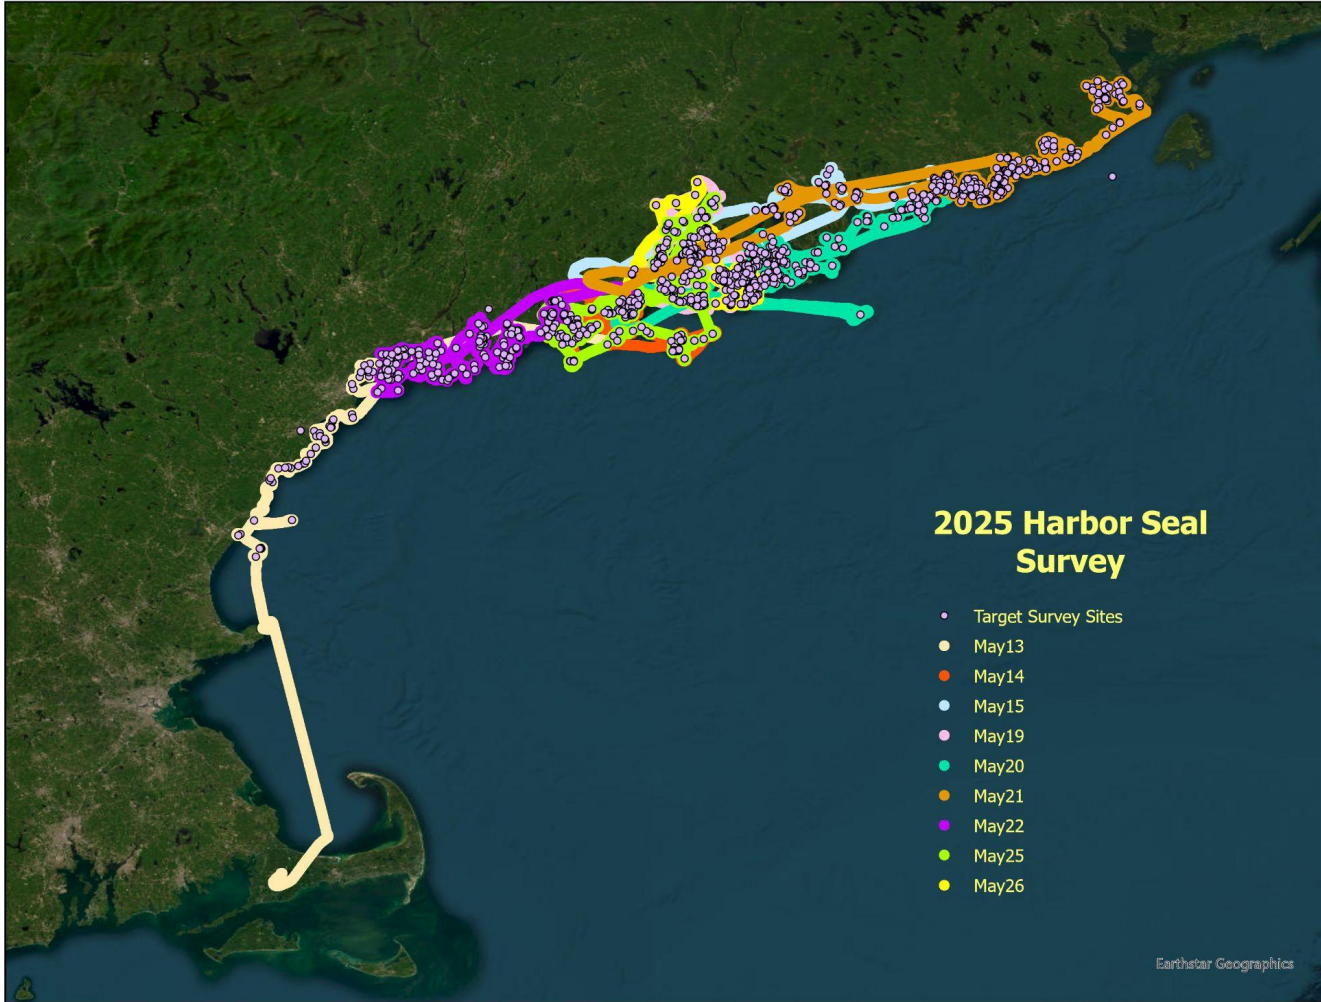 2025 Harbor Seal
Survey
Target Survey Sites
May13
May14
May15
May19
May20
May21
May22
May25
May26
Earthstar Geographics